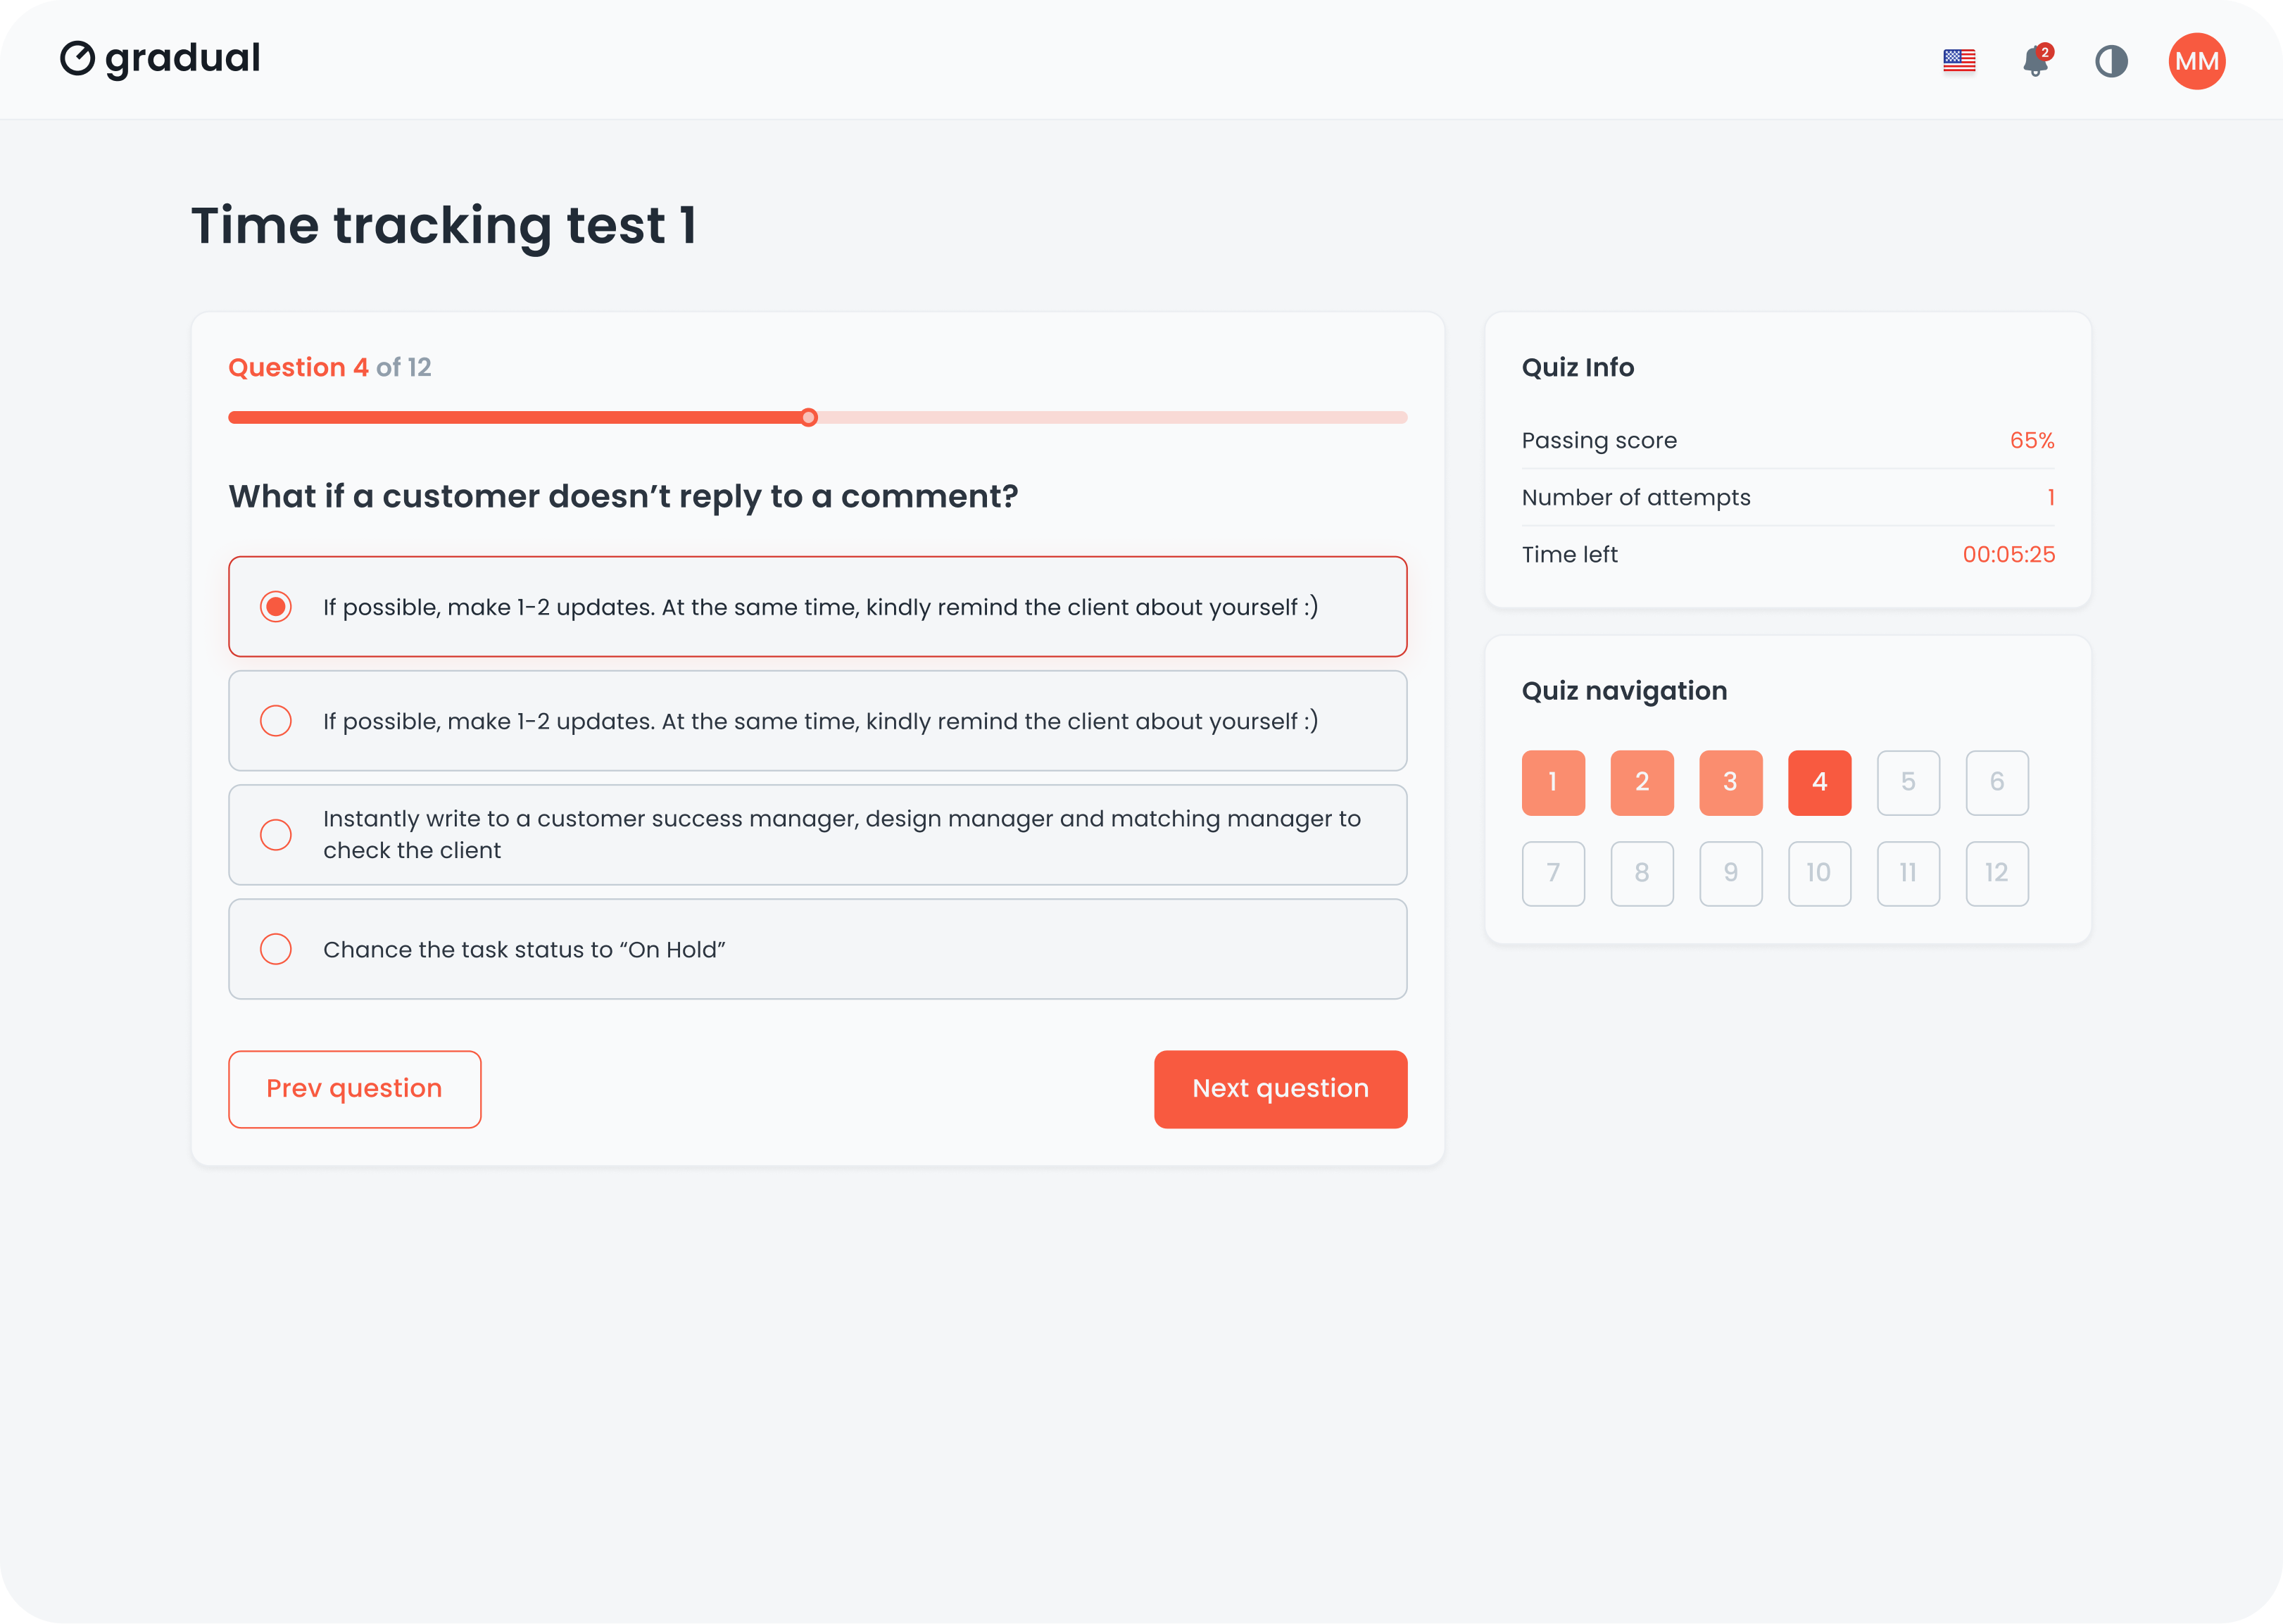 gradual
2
MM
Time tracking test 1
Question 4 of 12
What if a customer doesn’t reply to a comment?
If possible, make 1-2 updates. At the same time, kindly remind the client about yourself :)
If possible, make 1-2 updates. At the same time, kindly remind the client about yourself :)
Instantly write to a customer success manager, design manager and matching manager to
check the client
Chance the task status to “On Hold”
Prev question
Next question
Quiz Info
Passing score 65%
Number of attempts 1
Time left 00:05:25
Quiz navigation
1 2 3 4 5 6
7 8 9 10 11 12